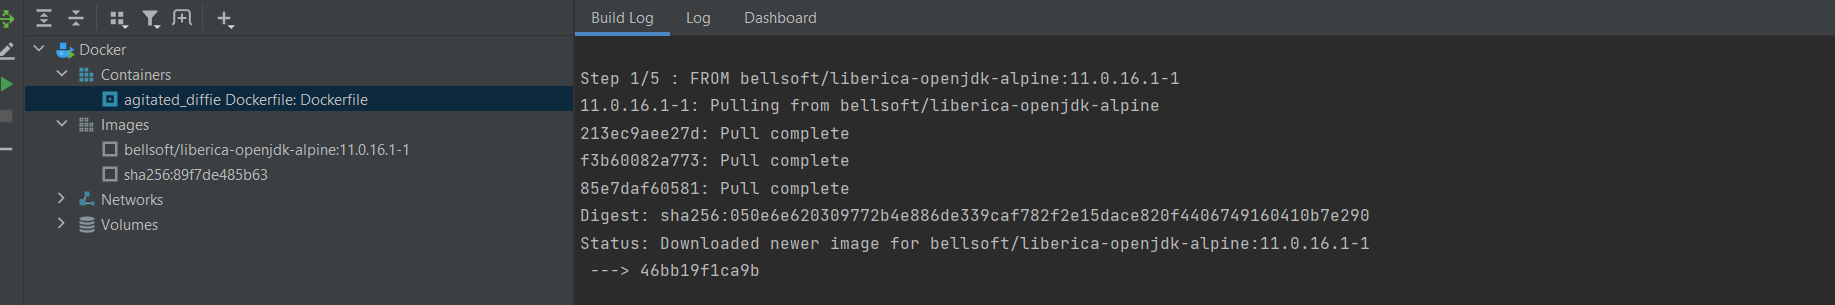 Docker
Containers
agitated_diffie Dockerfile: Dockerfile
Images
bellsoft/liberica-openjdk-alpine:11.0.16.1-1
sha256:89f7de485b63
Networks
Volumes
Build Log
Log
Dashboard
Step 1/5 : FROM bellsoft/liberica-openjdk-alpine:11.0.16.1-1
11.0.16.1-1: Pulling from bellsoft/liberica-openjdk-alpine
213ec9aee27d: Pull complete
f3b60082a773: Pull complete
85e7daf60581: Pull complete
Digest: sha256:050e6e620309772b4e886de339caf782f2e15dace820f4406749160410b7e290
Status: Downloaded newer image for bellsoft/liberica-openjdk-alpine:11.0.16.1-1
---> 46bb19f1ca9b